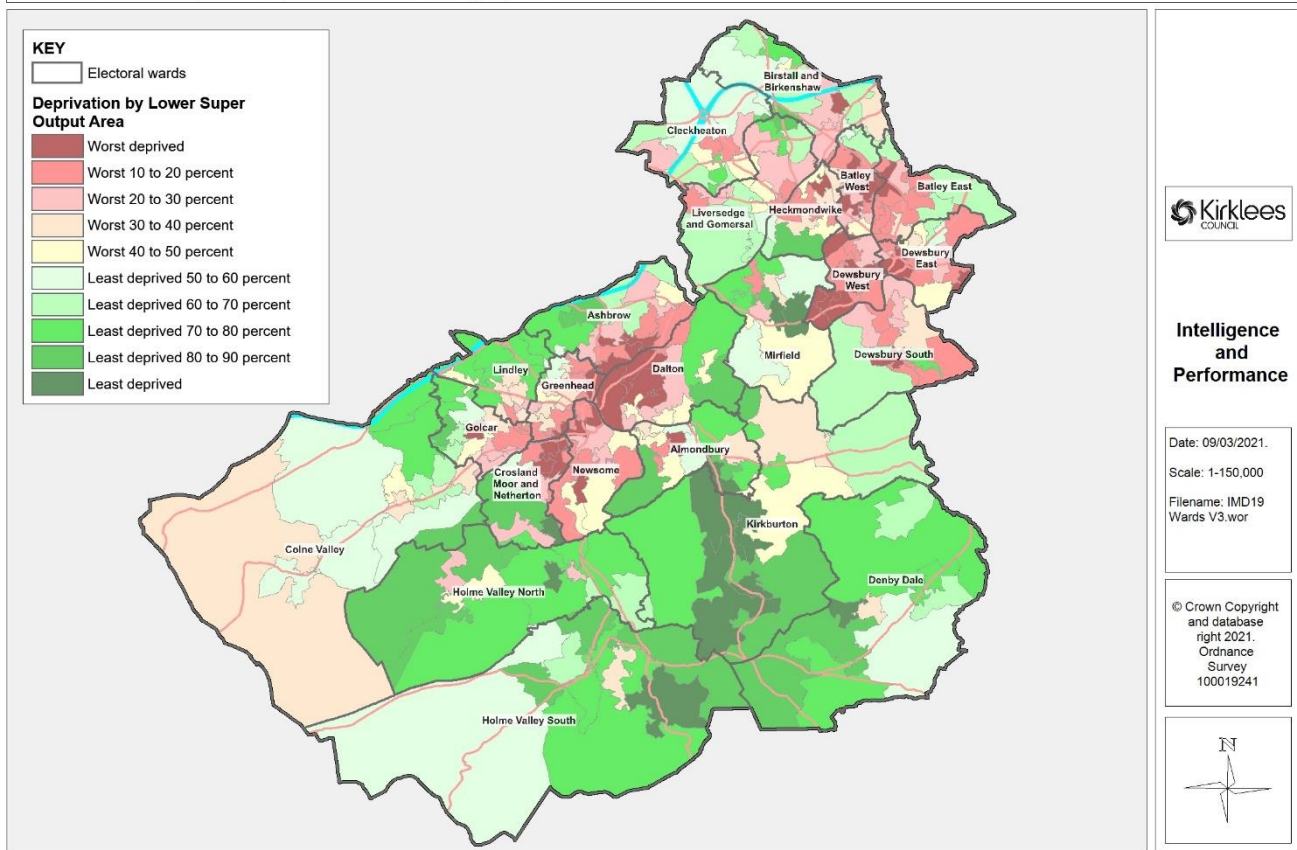 KEY
Electoral wards
Deprivation by Lower Super
Output Area
Worst deprived
Worst 10 to 20 percent
Worst 20 to 30 percent
Worst 30 to 40 percent
Worst 40 to 50 percent
Least deprived 50 to 60 percent
Least deprived 60 to 70 percent
Least deprived 70 to 80 percent
Least deprived 80 to 90 percent
Least deprived
Birstall and
Birkenshaw
Cleckheaton
Batley
West
Batley East
Liversedge
and Gomersal
Heckmondwike
Dewsbury
East
Dewsbury
West
Ashbrow
Mirfield
Dewsbury South
Lindley
Greenhead
Dalton
Golcar
Almondbury
Crosland
Moor and
Netherton
Newsome
Kirkburton
Colne Valley
Denby Dale
Holme Valley North
Holme Valley South
Kirklees
COUNCIL
Intelligence
and
Performance
Date: 09/03/2021.
Scale: 1-150,000
Filename: IMD19
Wards V3.wor
© Crown Copyright
and database
right 2021.
Ordnance
Survey
100019241
N